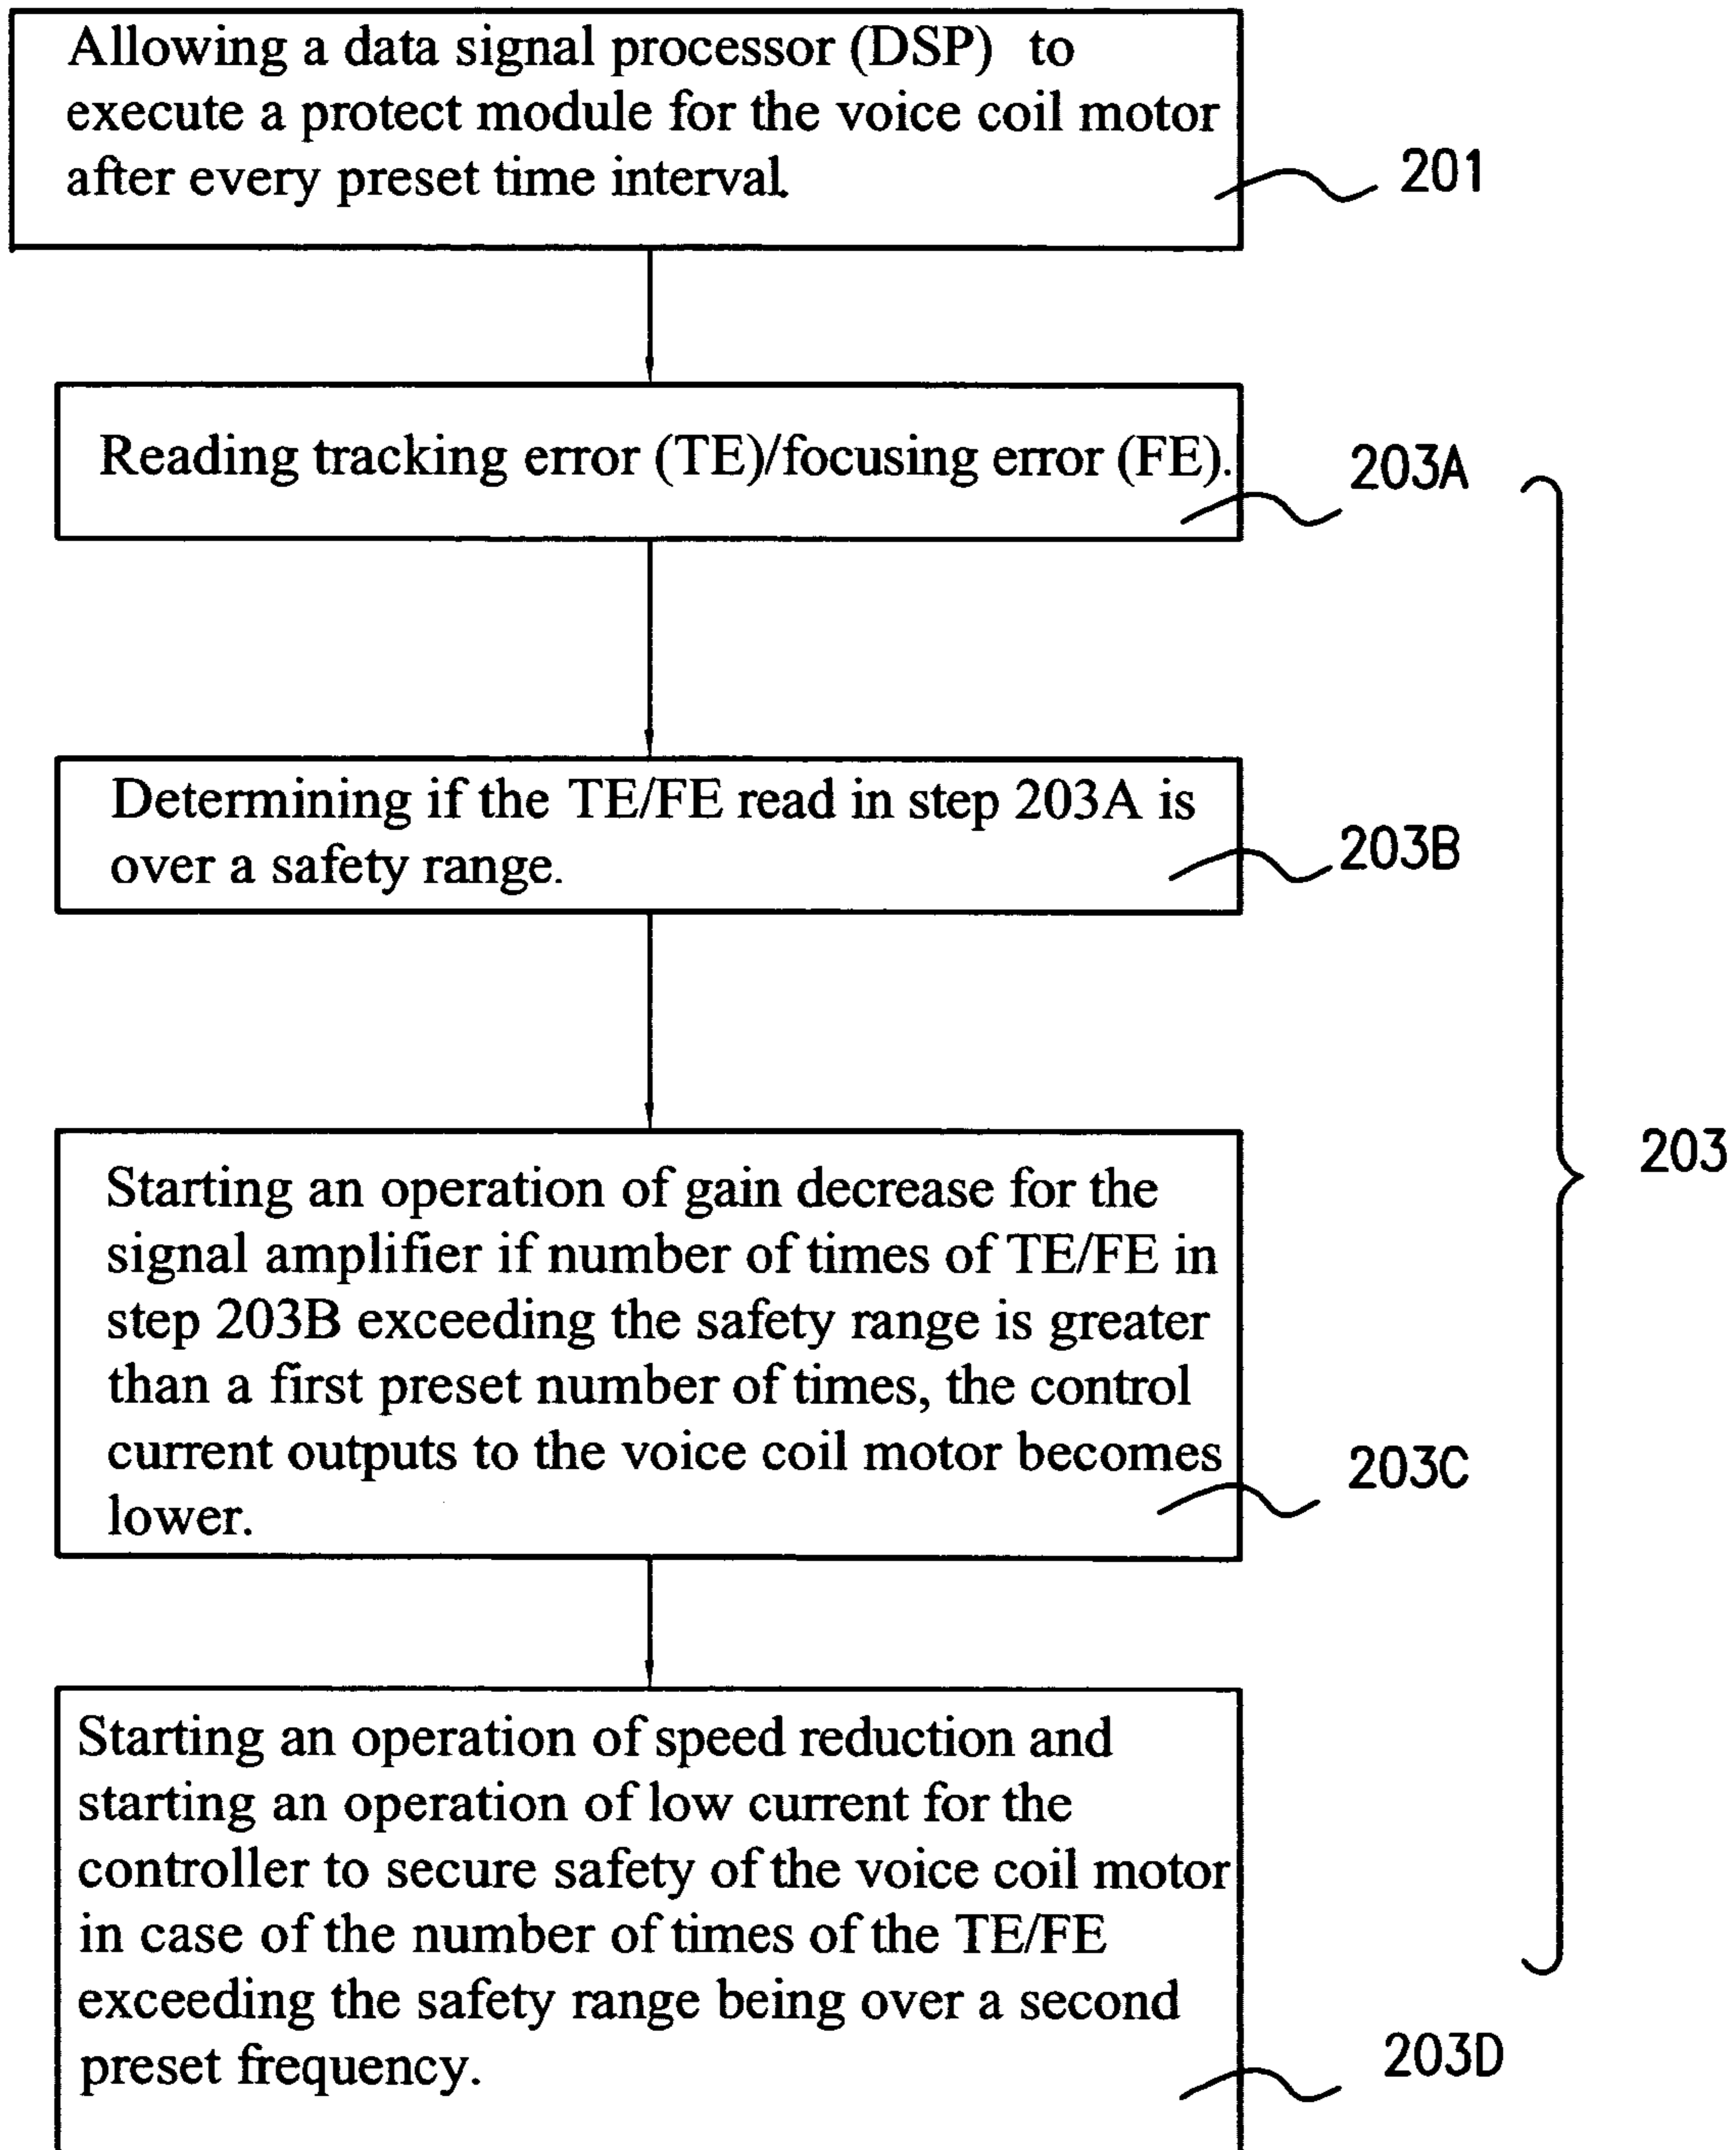 Allowing a data signal processor (DSP) to
execute a protect module for the voice coil motor
after every preset time interval.
201
Reading tracking error (TE)/focusing error (FE).
203A
Determining if the TE/FE read in step 203A is
over a safety range.
203B
Starting an operation of gain decrease for the
signal amplifier if number of times of TE/FE in
step 203B exceeding the safety range is greater
than a first preset number of times, the control
current outputs to the voice coil motor becomes
lower.
203C
203
Starting an operation of speed reduction and
starting an operation of low current for the
controller to secure safety of the voice coil motor
in case of the number of times of the TE/FE
exceeding the safety range being over a second
preset frequency.
203D